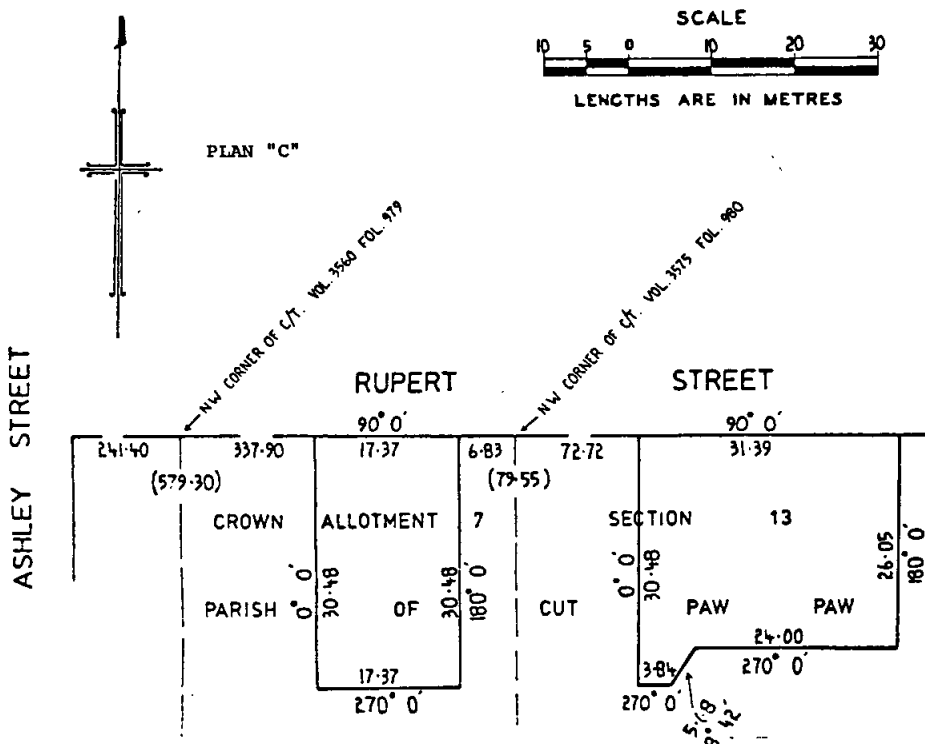 SCALE
10 5 0 10 20 30
LENGTHS ARE IN METRES
PLAN "C"
NW CORNER OF C/T. VOL. 3560 FOL. 979
NW CORNER OF C/T. VOL 3575 FOL. 980
ASHLEY STREET
RUPERT STREET
90° 0' 90° 0'
241.40 337.90 17.37 6.83 72.72 31.39
(579.30) (79.55)
CROWN ALLOTMENT 7 SECTION 13
0° 0'
30.48
30.48
180° 0'
0° 0'
30.48
26.05
180° 0'
PARISH OF CUT PAW PAW
24.00
270° 0'
17.37
270° 0'
3.84
270° 0'
42'